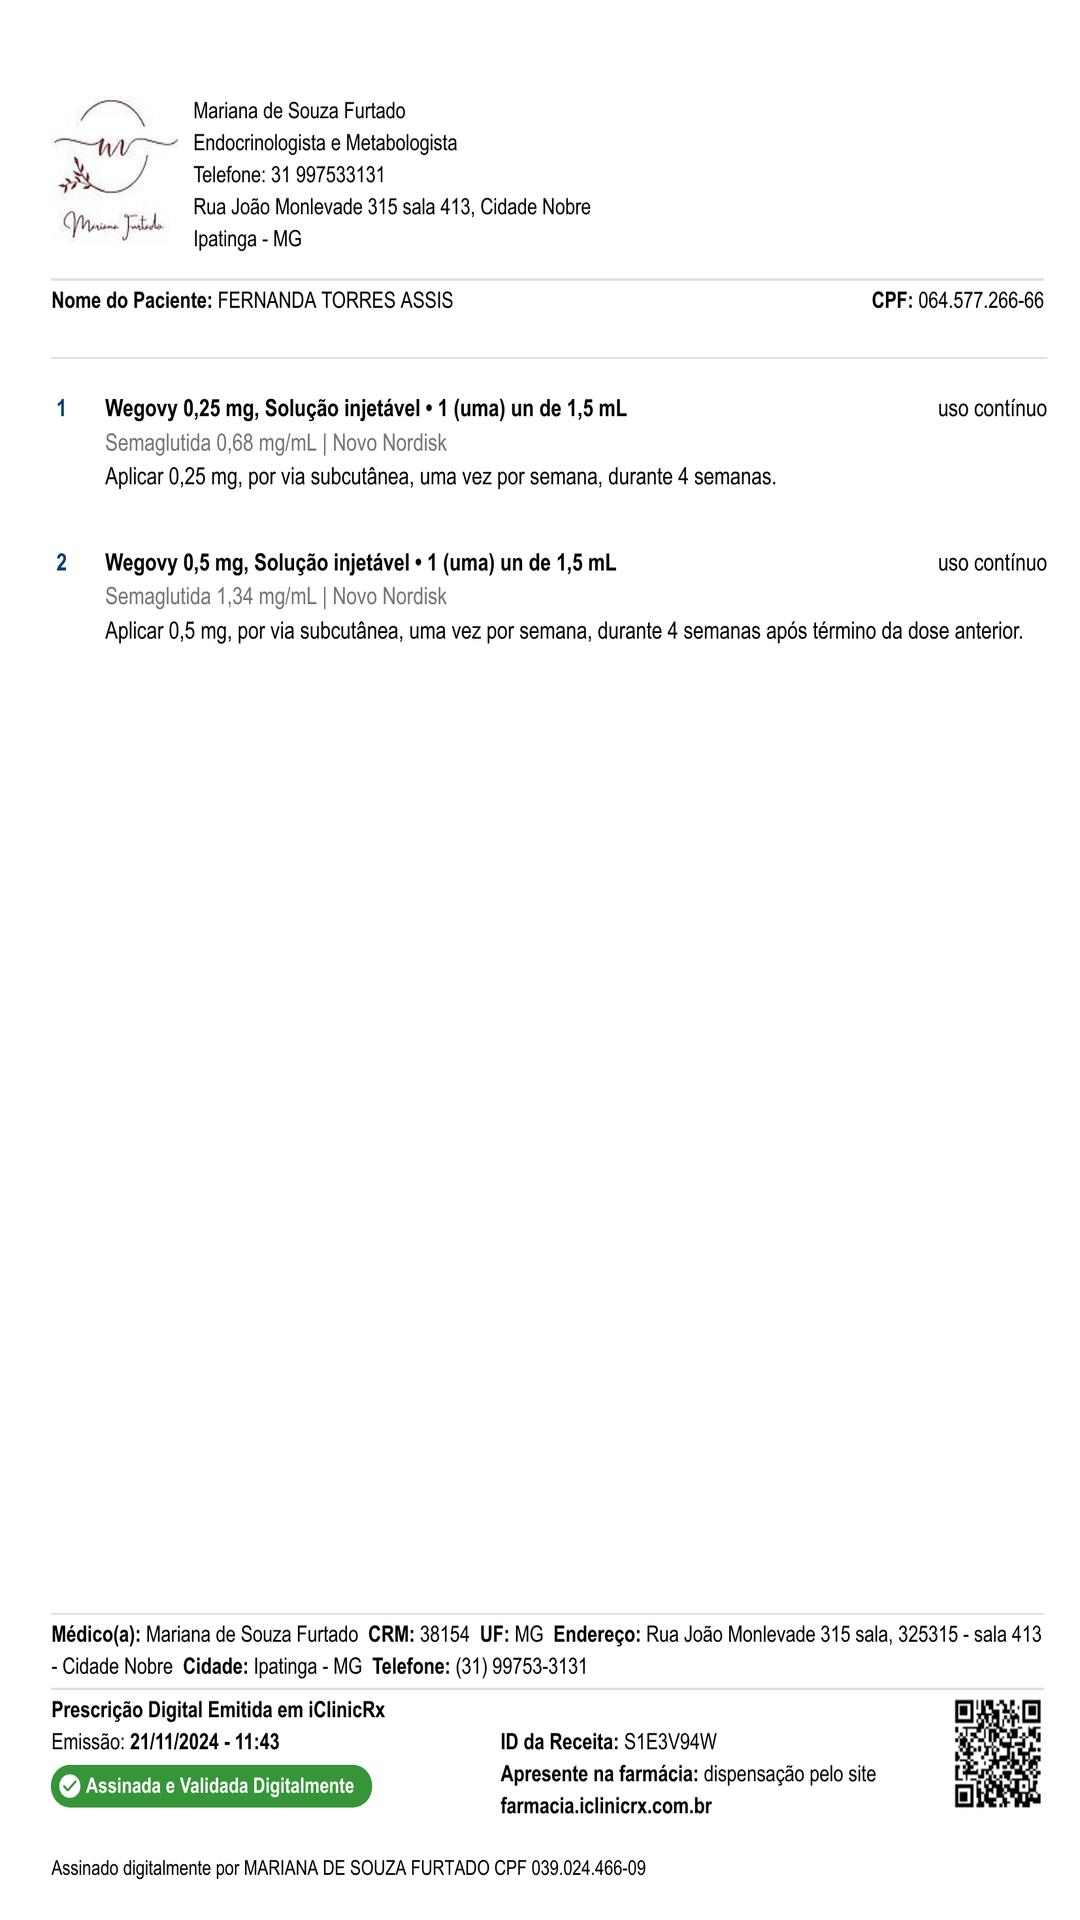 m
Mariana Furtado
Mariana de Souza Furtado
Endocrinologista e Metabologista
Telefone: 31 997533131
Rua João Monlevade 315 sala 413, Cidade Nobre
Ipatinga - MG
Nome do Paciente: FERNANDA TORRES ASSIS CPF: 064.577.266-66
1 Wegovy 0,25 mg, Solução injetável • 1 (uma) un de 1,5 mL uso contínuo
Semaglutida 0,68 mg/mL | Novo Nordisk
Aplicar 0,25 mg, por via subcutânea, uma vez por semana, durante 4 semanas.
2 Wegovy 0,5 mg, Solução injetável • 1 (uma) un de 1,5 mL uso contínuo
Semaglutida 1,34 mg/mL | Novo Nordisk
Aplicar 0,5 mg, por via subcutânea, uma vez por semana, durante 4 semanas após término da dose anterior.
Médico(a): Mariana de Souza Furtado CRM: 38154 UF: MG Endereço: Rua João Monlevade 315 sala, 325315 - sala 413
- Cidade Nobre Cidade: Ipatinga - MG Telefone: (31) 99753-3131
Prescrição Digital Emitida em iClinicRx
Emissão: 21/11/2024 - 11:43
Assinada e Validada Digitalmente
ID da Receita: S1E3V94W
Apresente na farmácia: dispensação pelo site
farmacia.iclinicrx.com.br
Assinado digitalmente por MARIANA DE SOUZA FURTADO CPF 039.024.466-09